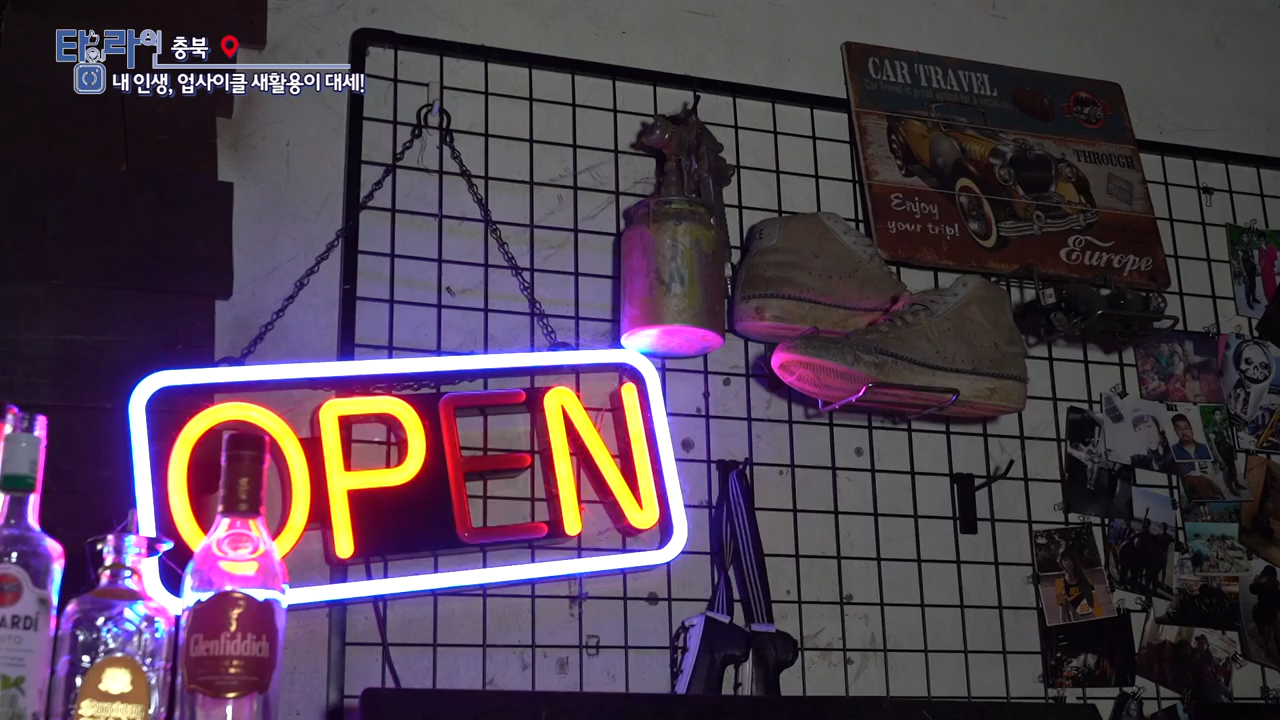 타임라인 충북
내 인생, 업사이클 새활용이 대세!
CAR TRAVEL
THROUGH
Enjoy
your trip!
Europe
OPEN
ARDÍ
Glenfiddich